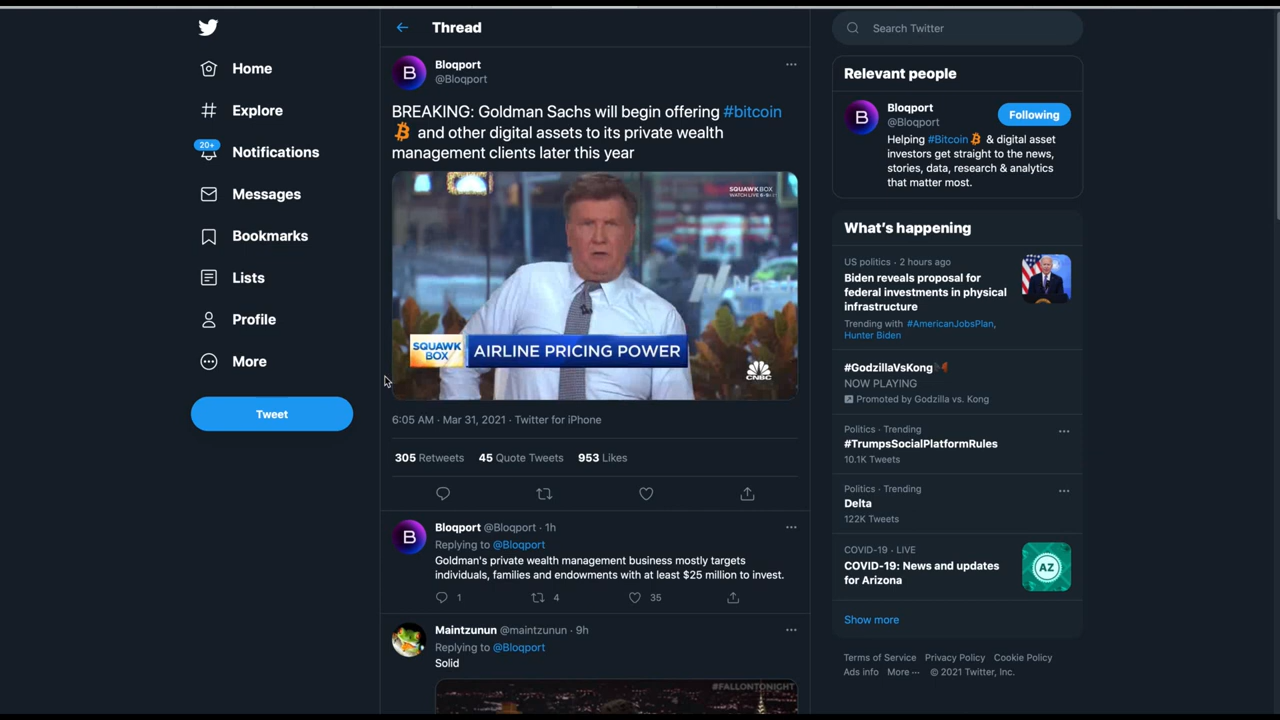 Home
Explore
20+
Notifications
Messages
Bookmarks
Lists
Profile
More
Tweet
Thread
B
Bloqport
@Bloqport
BREAKING: Goldman Sachs will begin offering #bitcoin
₿ and other digital assets to its private wealth
management clients later this year
SQUAWK BOX
Nasd
SQUAWK
BOX
AIRLINE PRICING POWER
CNBC
6:05 AM · Mar 31, 2021 · Twitter for iPhone
305 Retweets 45 Quote Tweets 953 Likes
B
Bloqport @Bloqport · 1h
Replying to @Bloqport
Goldman's private wealth management business mostly targets
individuals, families and endowments with at least $25 million to invest.
1 4 35
Maintzunun @maintzunun · 9h
Replying to @Bloqport
Solid
#FALLONTONIGHT
Search Twitter
Relevant people
B
Bloqport
@Bloqport
Following
Helping #Bitcoin ₿ & digital asset
investors get straight to the news,
stories, data, research & analytics
that matter most.
What's happening
US politics · 2 hours ago
Biden reveals proposal for
federal investments in physical
infrastructure
Trending with #AmericanJobsPlan,
Hunter Biden
#GodzillaVsKong
NOW PLAYING
Promoted by Godzilla vs. Kong
Politics · Trending
#TrumpsSocialPlatformRules
10.1K Tweets
Politics · Trending
Delta
122K Tweets
COVID-19 · LIVE
COVID-19: News and updates
for Arizona
AZ
Show more
Terms of Service Privacy Policy Cookie Policy
Ads info More ··· © 2021 Twitter, Inc.